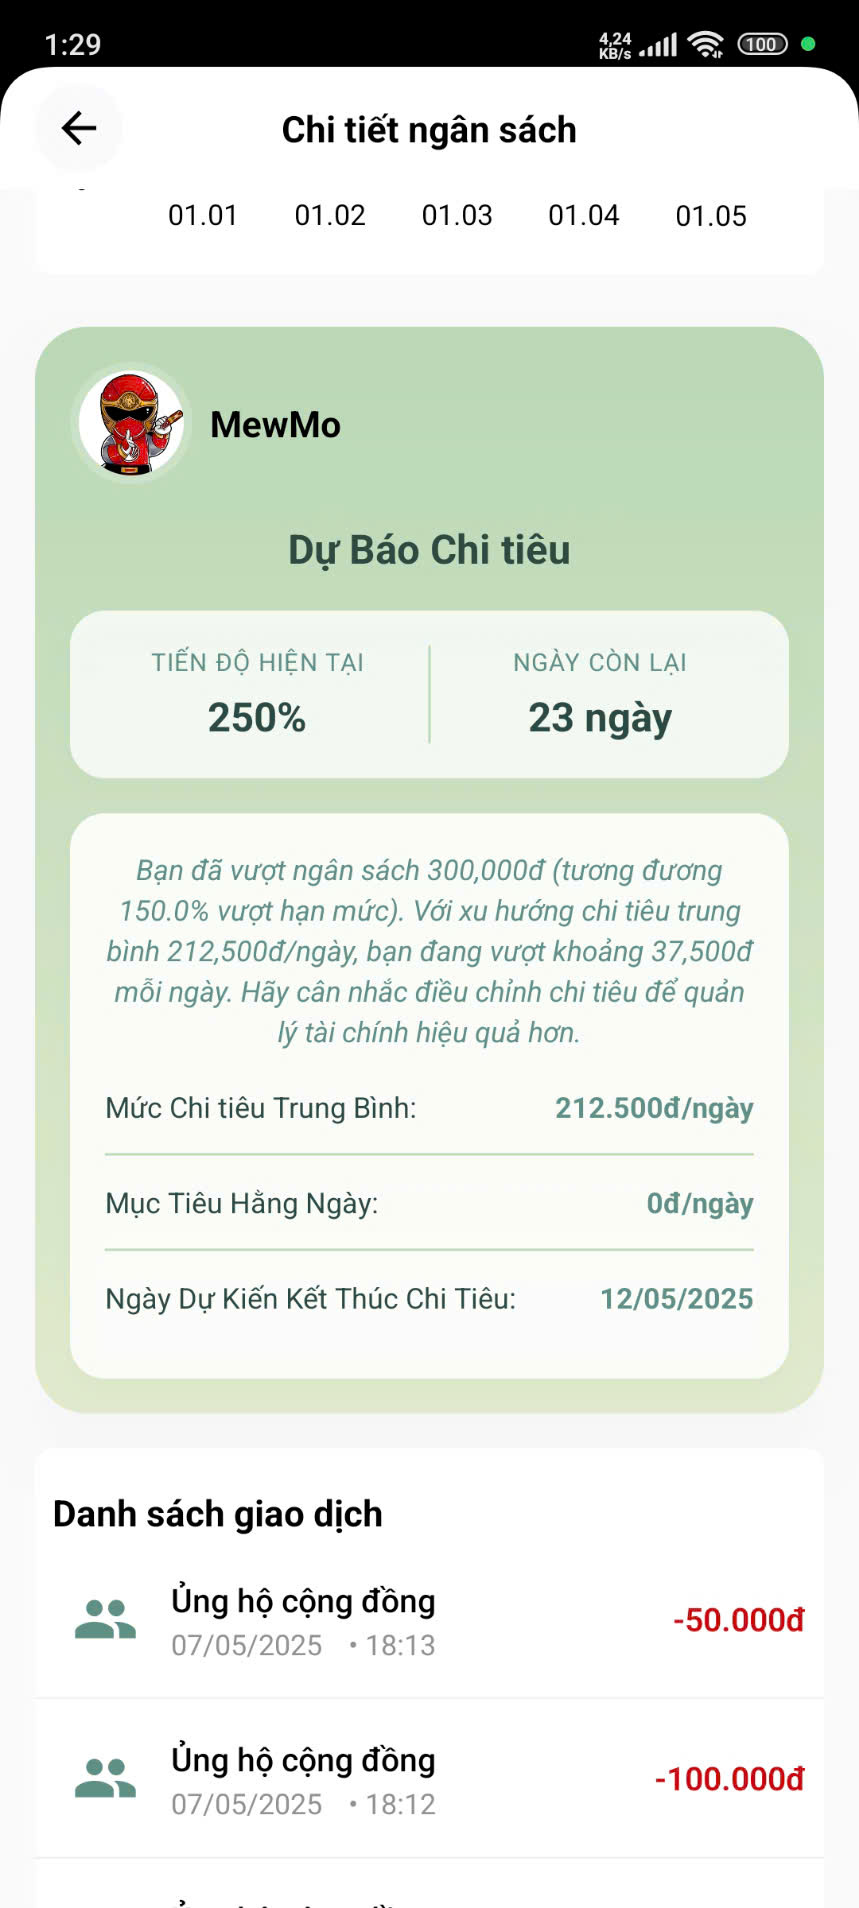 1:29
4,24
KB/s
100
Chi tiết ngân sách
01.01 01.02 01.03 01.04 01.05
MewMo
Dự Báo Chi tiêu
TIẾN ĐỘ HIỆN TẠI
250%
NGÀY CÒN LẠI
23 ngày
Bạn đã vượt ngân sách 300,000đ (tương đương
150.0% vượt hạn mức). Với xu hướng chi tiêu trung
bình 212,500đ/ngày, bạn đang vượt khoảng 37,500đ
mỗi ngày. Hãy cân nhắc điều chỉnh chi tiêu để quản
lý tài chính hiệu quả hơn.
Mức Chi tiêu Trung Bình: 212.500đ/ngày
Mục Tiêu Hằng Ngày: 0đ/ngày
Ngày Dự Kiến Kết Thúc Chi Tiêu: 12/05/2025
Danh sách giao dịch
Ủng hộ cộng đồng
-50.000đ
07/05/2025 • 18:13
Ủng hộ cộng đồng
-100.000đ
07/05/2025 • 18:12